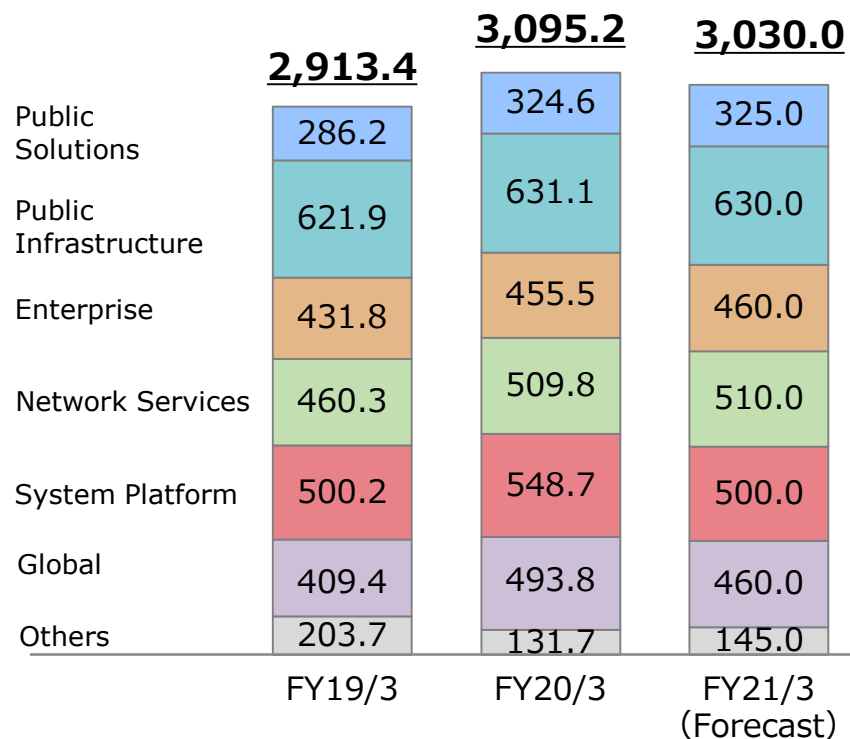 2,913.4
3,095.2
3,030.0
Public
Solutions
286.2
324.6
325.0
Public
Infrastructure
621.9
631.1
630.0
Enterprise
431.8
455.5
460.0
Network Services
460.3
509.8
510.0
System Platform
500.2
548.7
500.0
Global
409.4
493.8
460.0
Others
203.7
131.7
145.0
FY19/3
FY20/3
FY21/3
(Forecast)